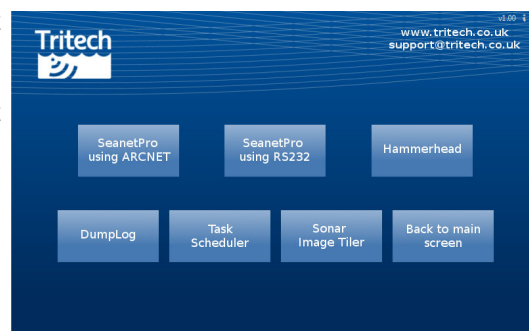 v1.00 i
Tritech
www.tritech.co.uk
support@tritech.co.uk
SeanetPro
using ARCNET
SeanetPro
using RS232
Hammerhead
DumpLog
Task
Scheduler
Sonar
Image Tiler
Back to main
screen